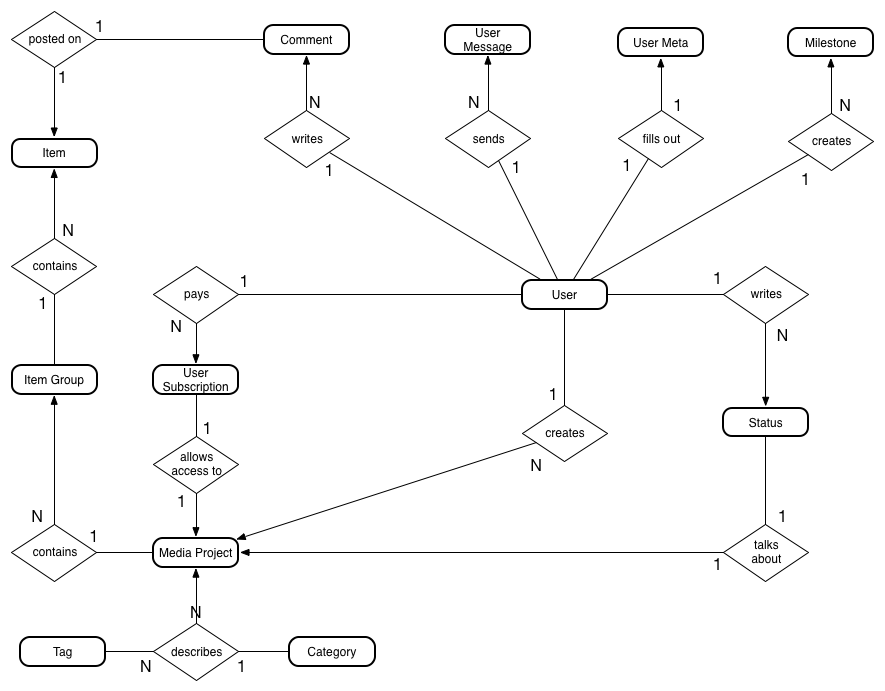 posted on
1
1
Comment
User
Message
User Meta
Milestone
N
writes
1
N
sends
1
1
fills out
1
N
creates
1
Item
N
contains
1
pays
1
N
User
1
writes
N
Item Group
User
Subscription
1
creates
N
Status
1
allows
access to
1
N
contains
1
Media Project
1
talks
about
1
N
Tag
N
describes
1
Category